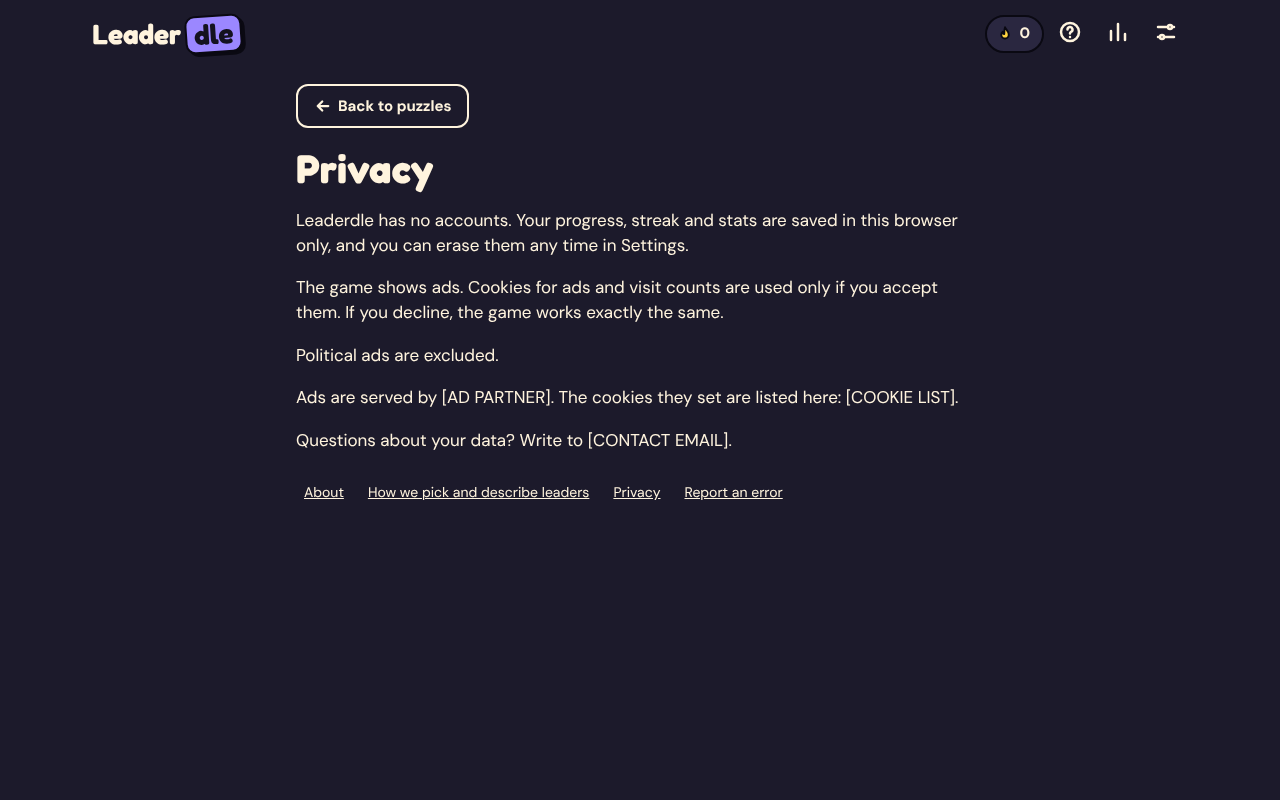 Leaderdle
0
Back to puzzles
Privacy
Leaderdle has no accounts. Your progress, streak and stats are saved in this browser
only, and you can erase them any time in Settings.
The game shows ads. Cookies for ads and visit counts are used only if you accept
them. If you decline, the game works exactly the same.
Political ads are excluded.
Ads are served by [AD PARTNER]. The cookies they set are listed here: [COOKIE LIST].
Questions about your data? Write to [CONTACT EMAIL].
About How we pick and describe leaders Privacy Report an error